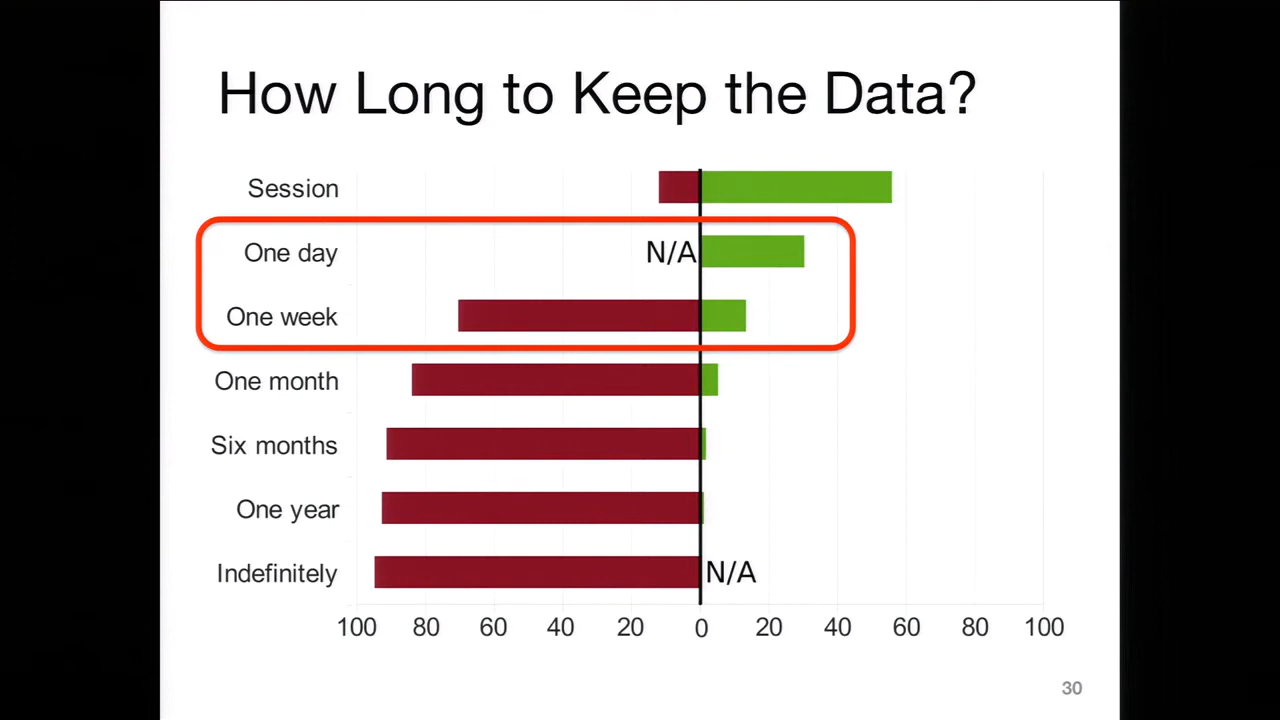 How Long to Keep the Data?
Session
One day N/A
One week
One month
Six months
One year
Indefinitely N/A
100 80 60 40 20 0 20 40 60 80 100
30